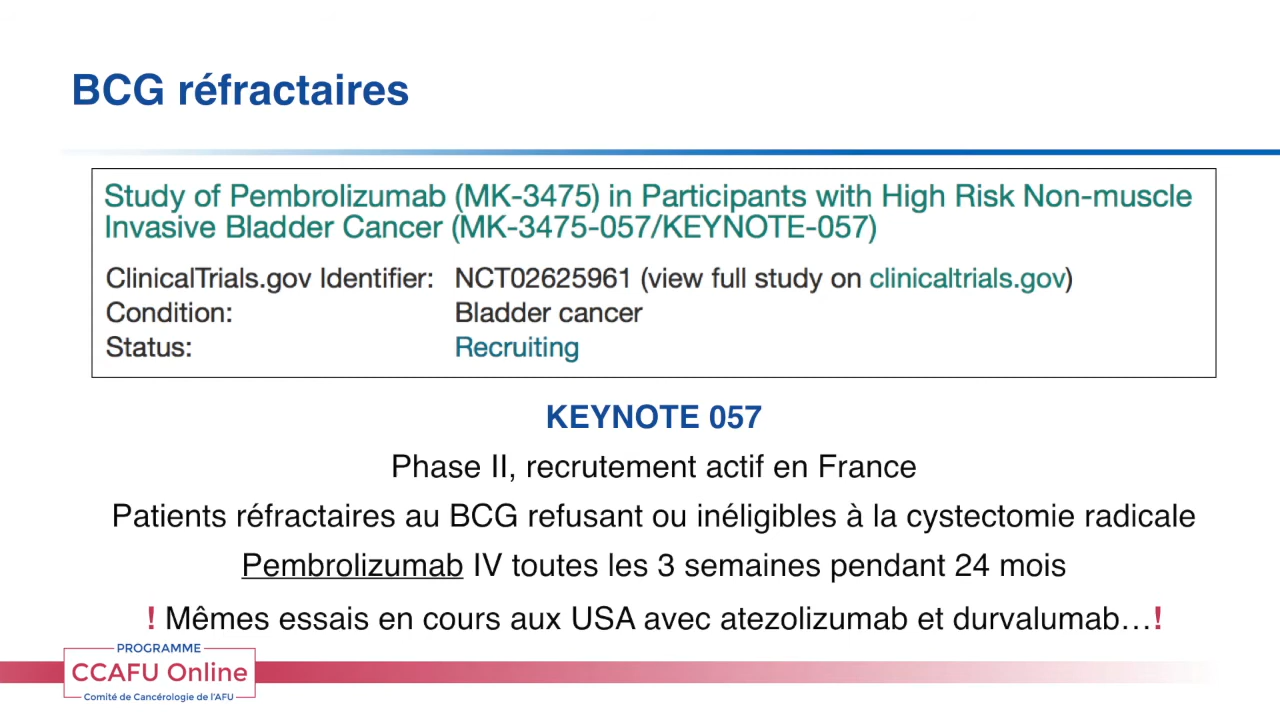 BCG réfractaires
Study of Pembrolizumab (MK-3475) in Participants with High Risk Non-muscle
Invasive Bladder Cancer (MK-3475-057/KEYNOTE-057)
ClinicalTrials.gov Identifier: NCT02625961 (view full study on clinicaltrials.gov)
Condition: Bladder cancer
Status: Recruiting
KEYNOTE 057
Phase II, recrutement actif en France
Patients réfractaires au BCG refusant ou inéligibles à la cystectomie radicale
Pembrolizumab IV toutes les 3 semaines pendant 24 mois
! Mêmes essais en cours aux USA avec atezolizumab et durvalumab…!
PROGRAMME
CCAFU Online
Comité de Cancérologie de l'AFU